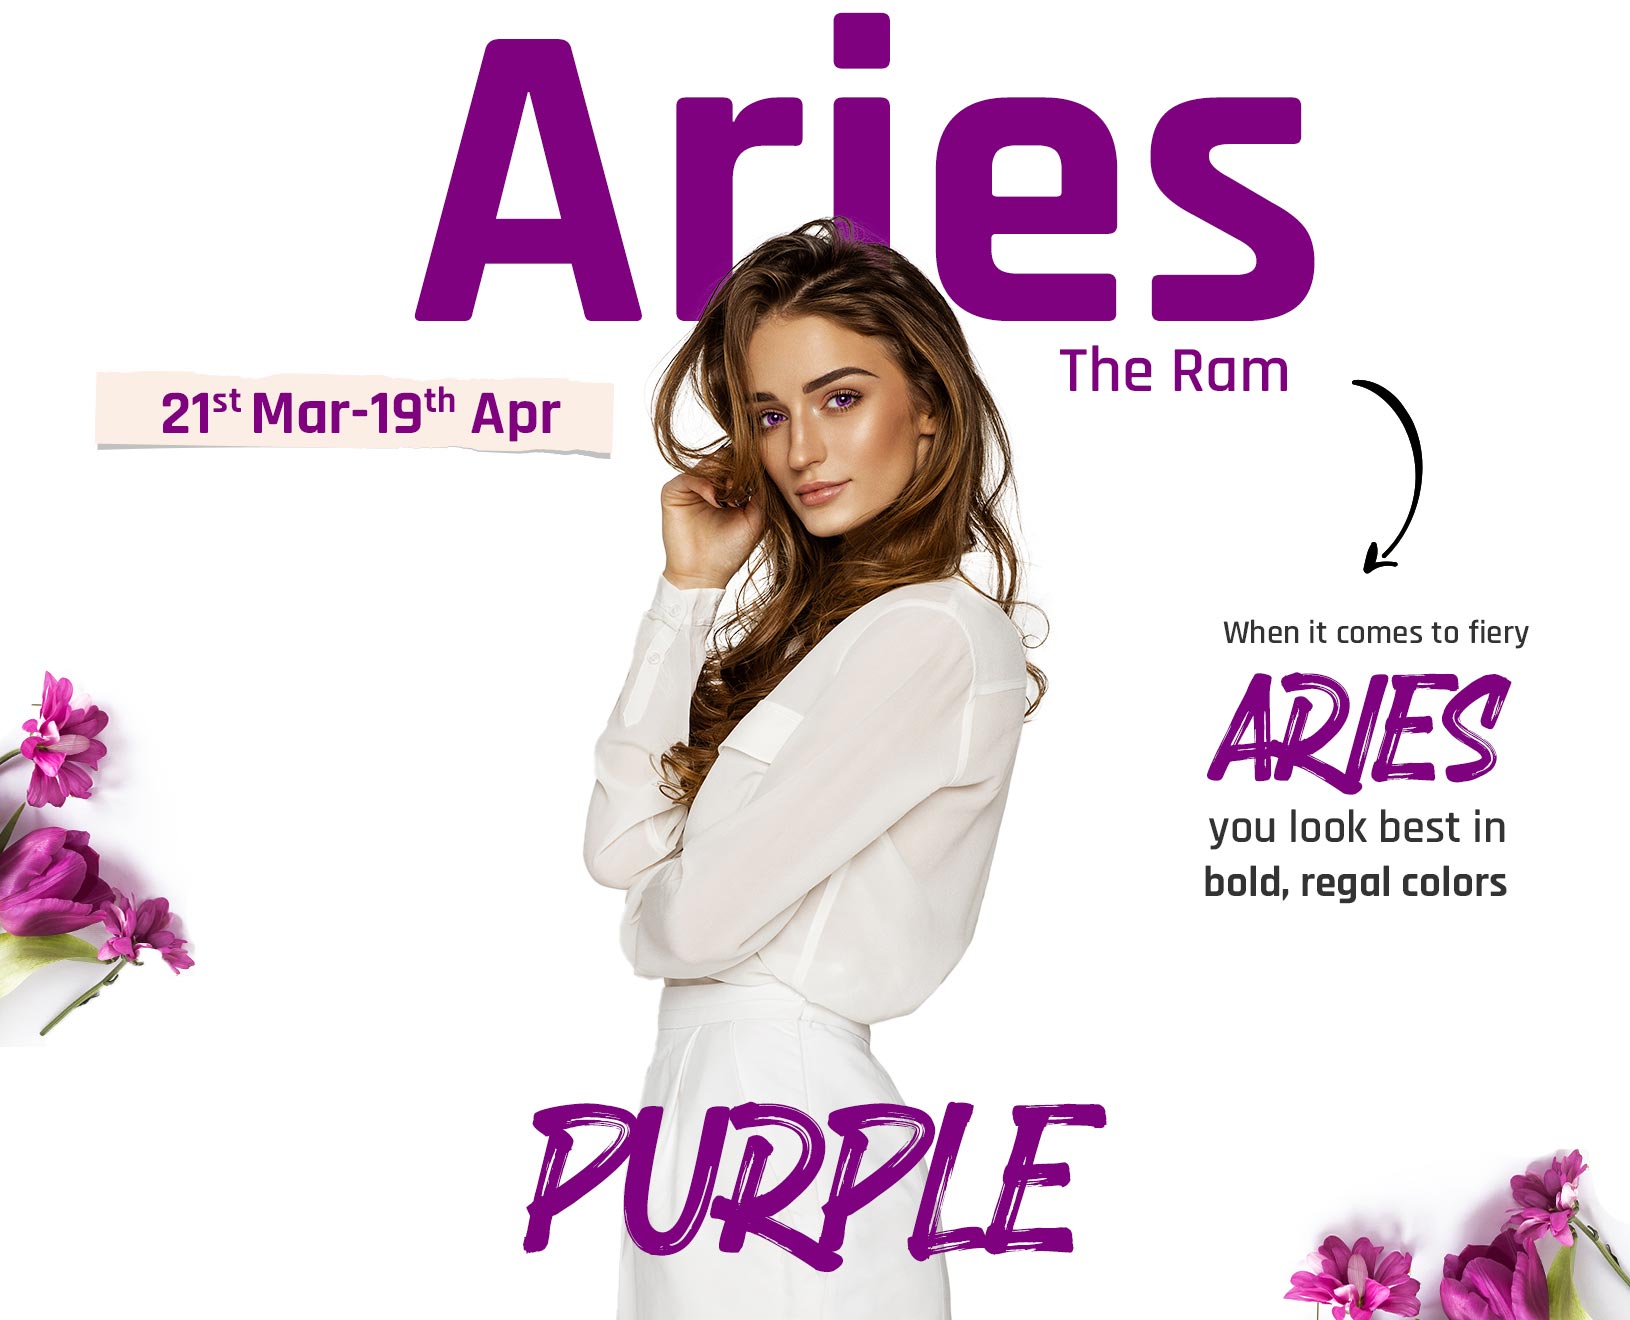 Aries
The Ram
21st Mar-19th Apr
When it comes to fiery
ARIES
you look best in
bold, regal colors
PURPLE